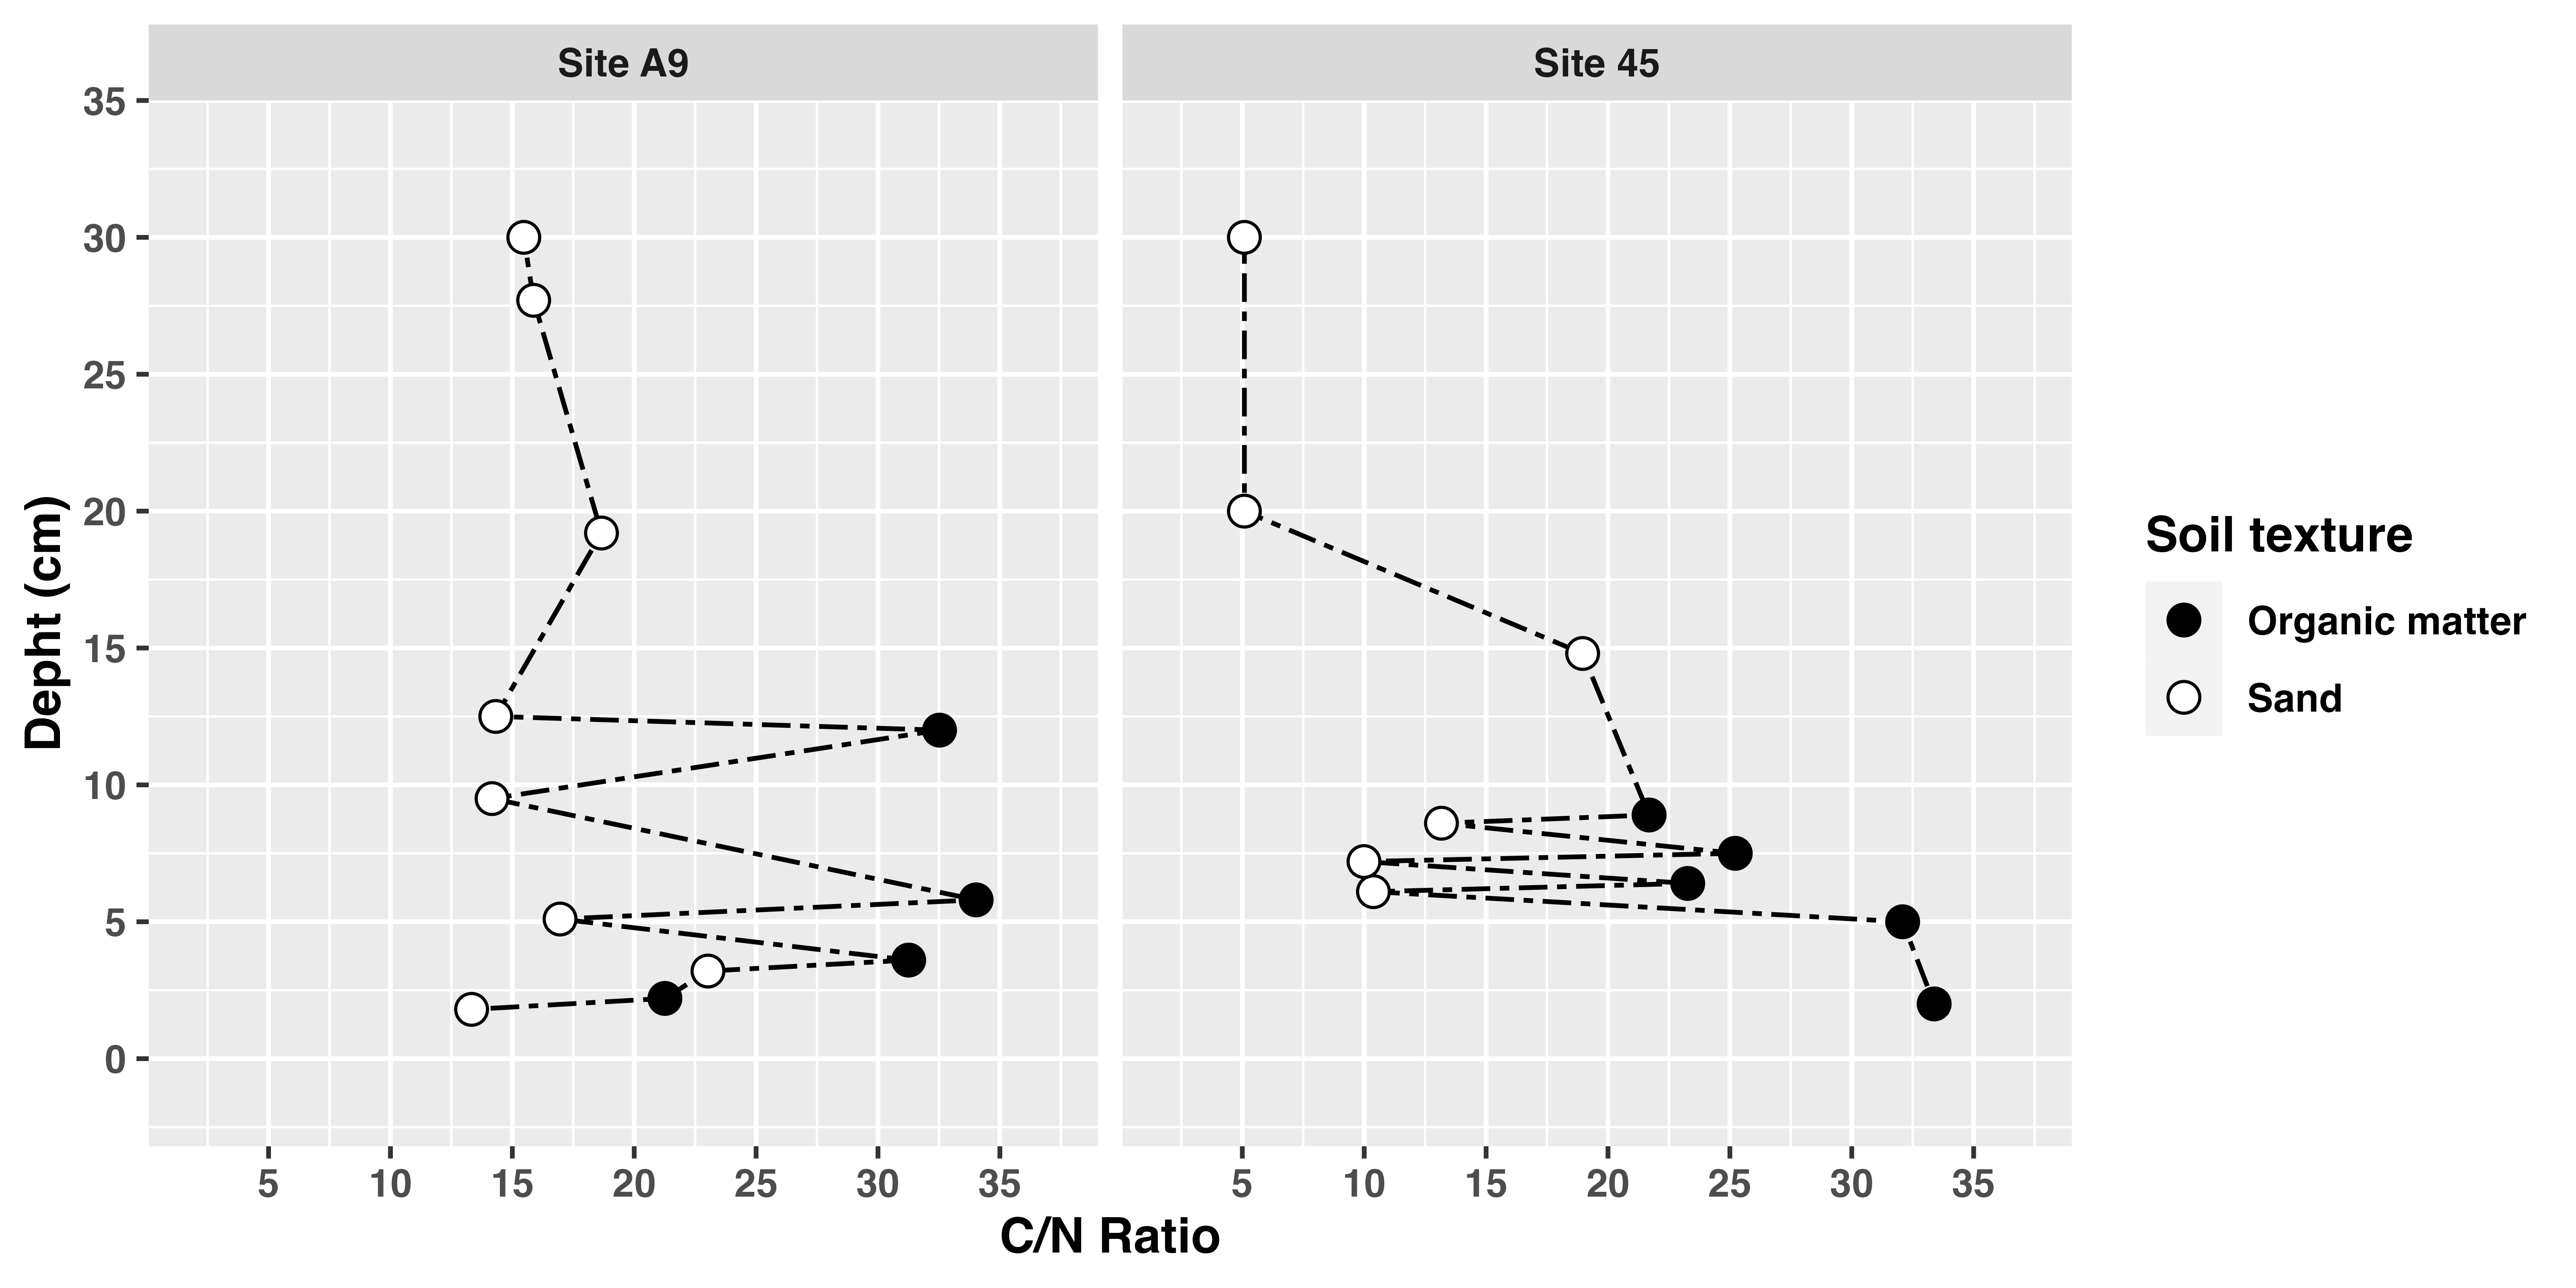 Site A9
Site 45
35
30
25
20
15
10
5
0
Depht (cm)
5 10 15 20 25 30 35
5 10 15 20 25 30 35
C/N Ratio
Soil texture
Organic matter
Sand